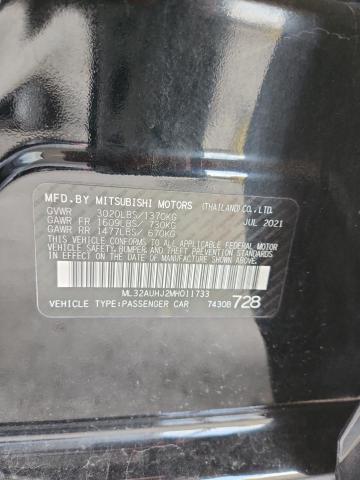 MFD.BY MITSUBISHI MOTORS (THAILAND)CO.,LTD.
GVWR 3020LBS/1370KG JUL 2021
GAWR FR 1609LBS/ 730KG
GAWR RR 1477LBS/ 670KG
THIS VEHICLE CONFORMS TO ALL APPLICABLE FEDERAL MOTOR
VEHICLE SAFETY, BUMPER, AND THEFT PREVENTION STANDARDS
IN EFFECT ON THE DATE OF MANUFACTURE SHOWN ABOVE.
ML32AUHJ2MH011733
VEHICLE TYPE:PASSENGER CAR 7430B 728